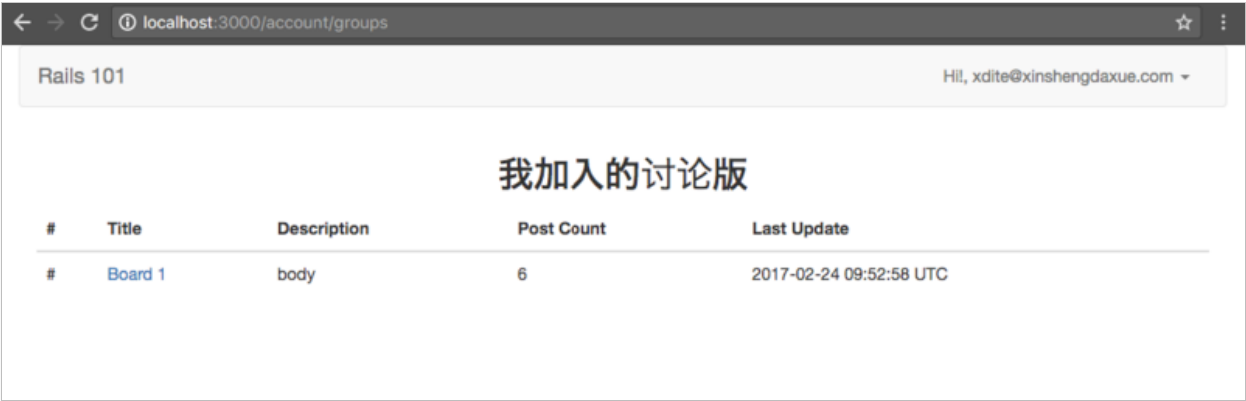 localhost:3000/account/groups
Rails 101 Hi!, xdite@xinshengdaxue.com
我加入的讨论版
# Title Description Post Count Last Update
# Board 1 body 6 2017-02-24 09:52:58 UTC